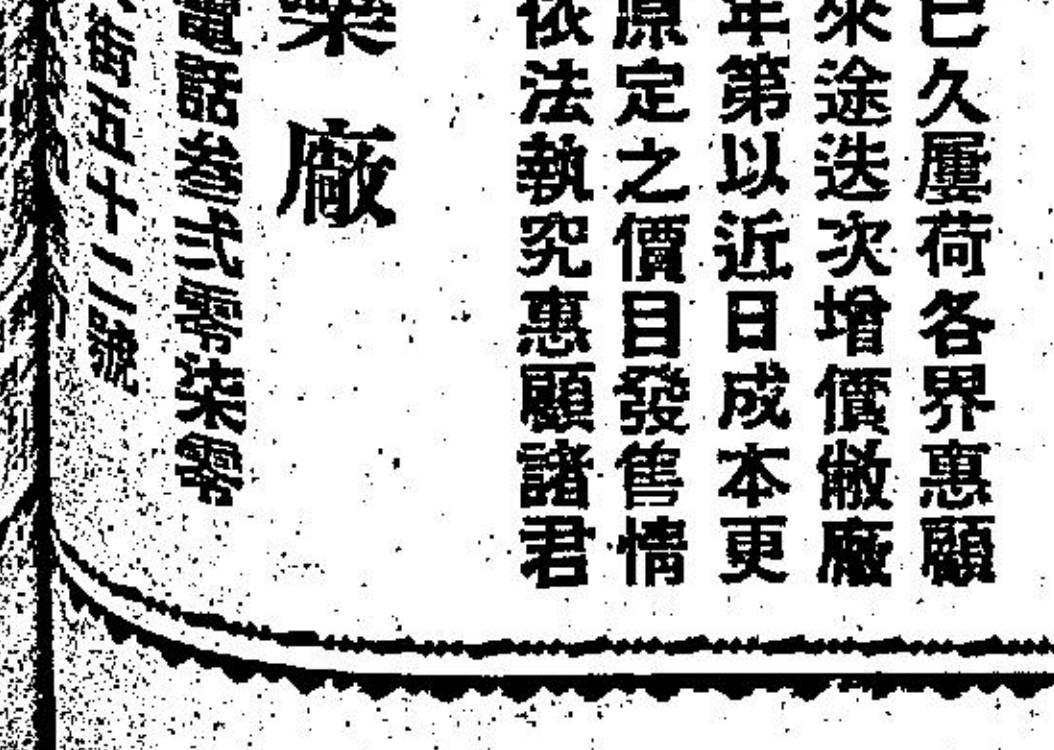 已久屢荷各界惠顧
來途迭次增價敝廠
年第以近日成本更
原定之價目發售情
依法執究惠顧諸君
藥廠
電話叁弍零柒零
街五十二號